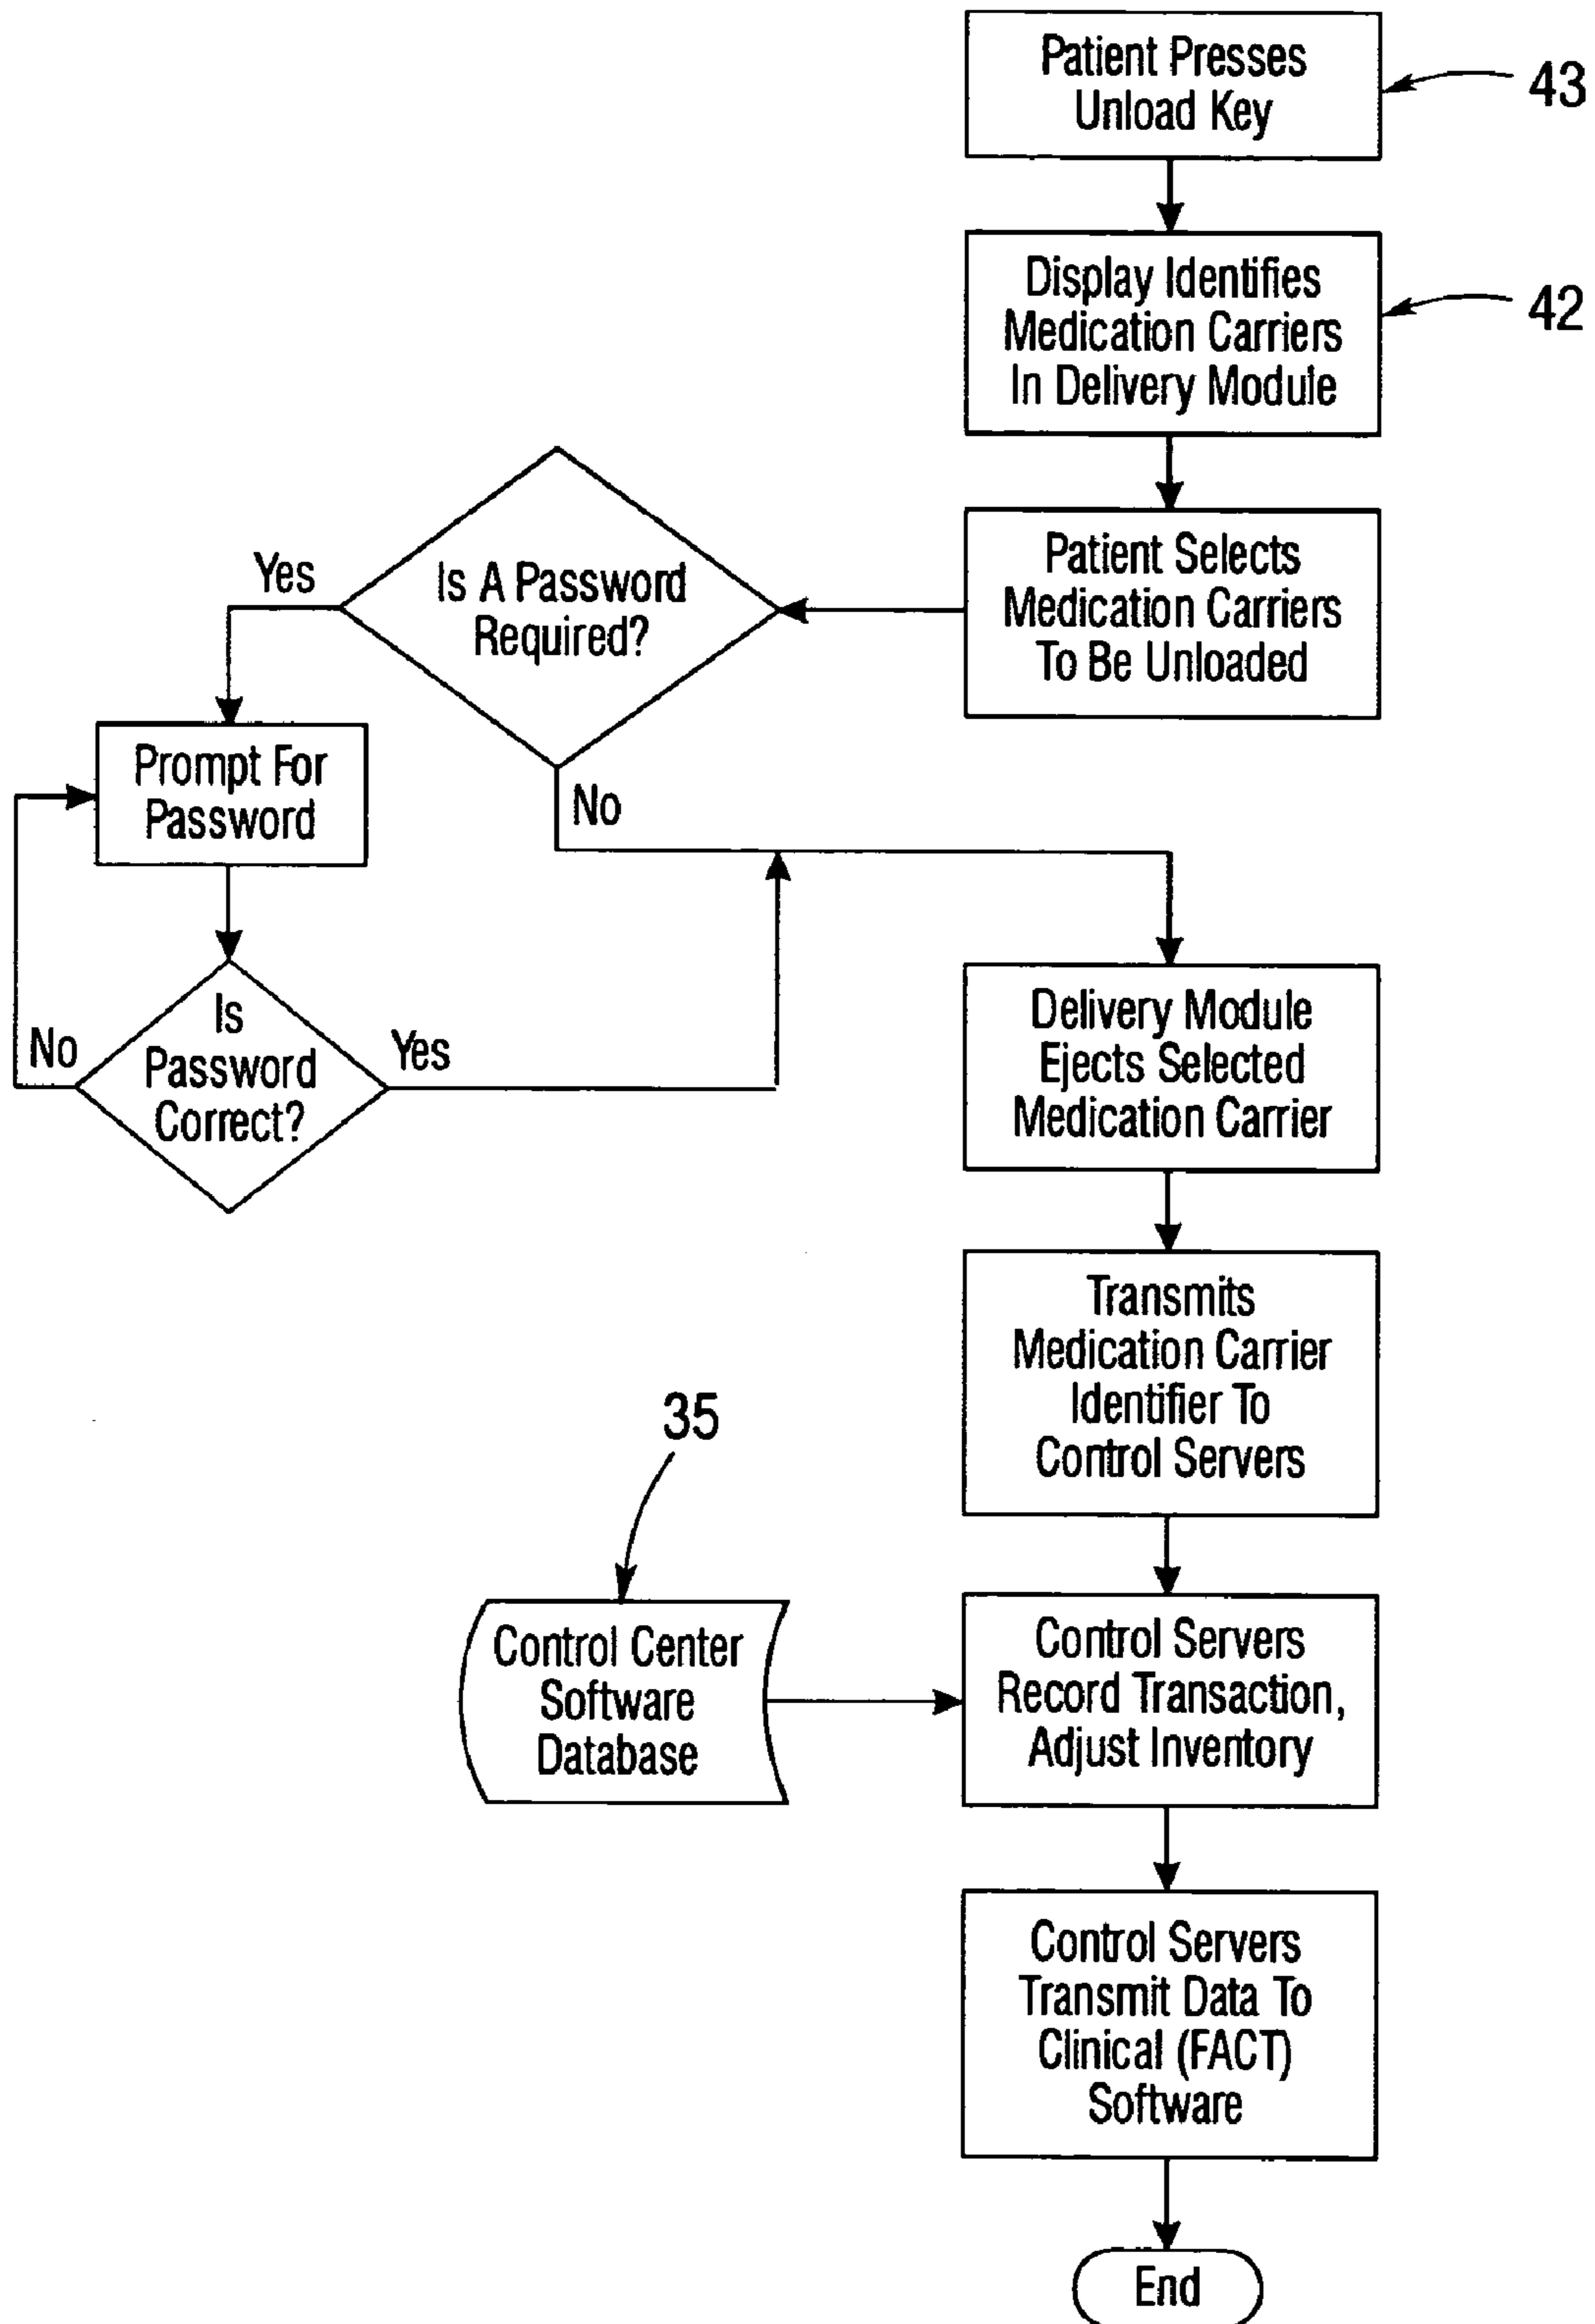 Patient Presses
Unload Key
43
Display Identifies
Medication Carriers
In Delivery Module
42
Patient Selects
Medication Carriers
To Be Unloaded
Is A Password
Required?
Yes
No
Prompt For
Password
Is
Password
Correct?
No
Yes
Delivery Module
Ejects Selected
Medication Carrier
Transmits
Medication Carrier
Identifier To
Control Servers
35
Control Center
Software
Database
Control Servers
Record Transaction,
Adjust Inventory
Control Servers
Transmit Data To
Clinical (FACT)
Software
End